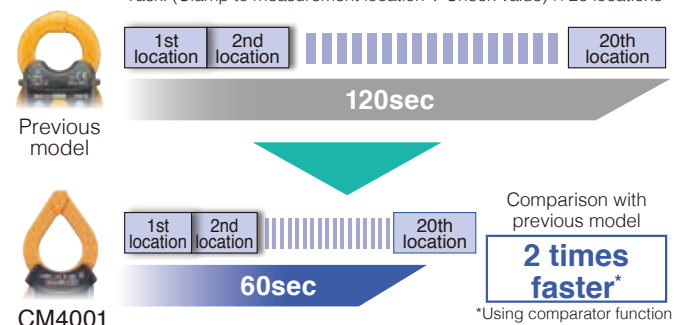 1st
location
2nd
location
20th
location
120sec
Previous
model
1st
location
2nd
location
20th
location
60sec
CM4001
Comparison with
previous model
2 times
faster*
*Using comparator function